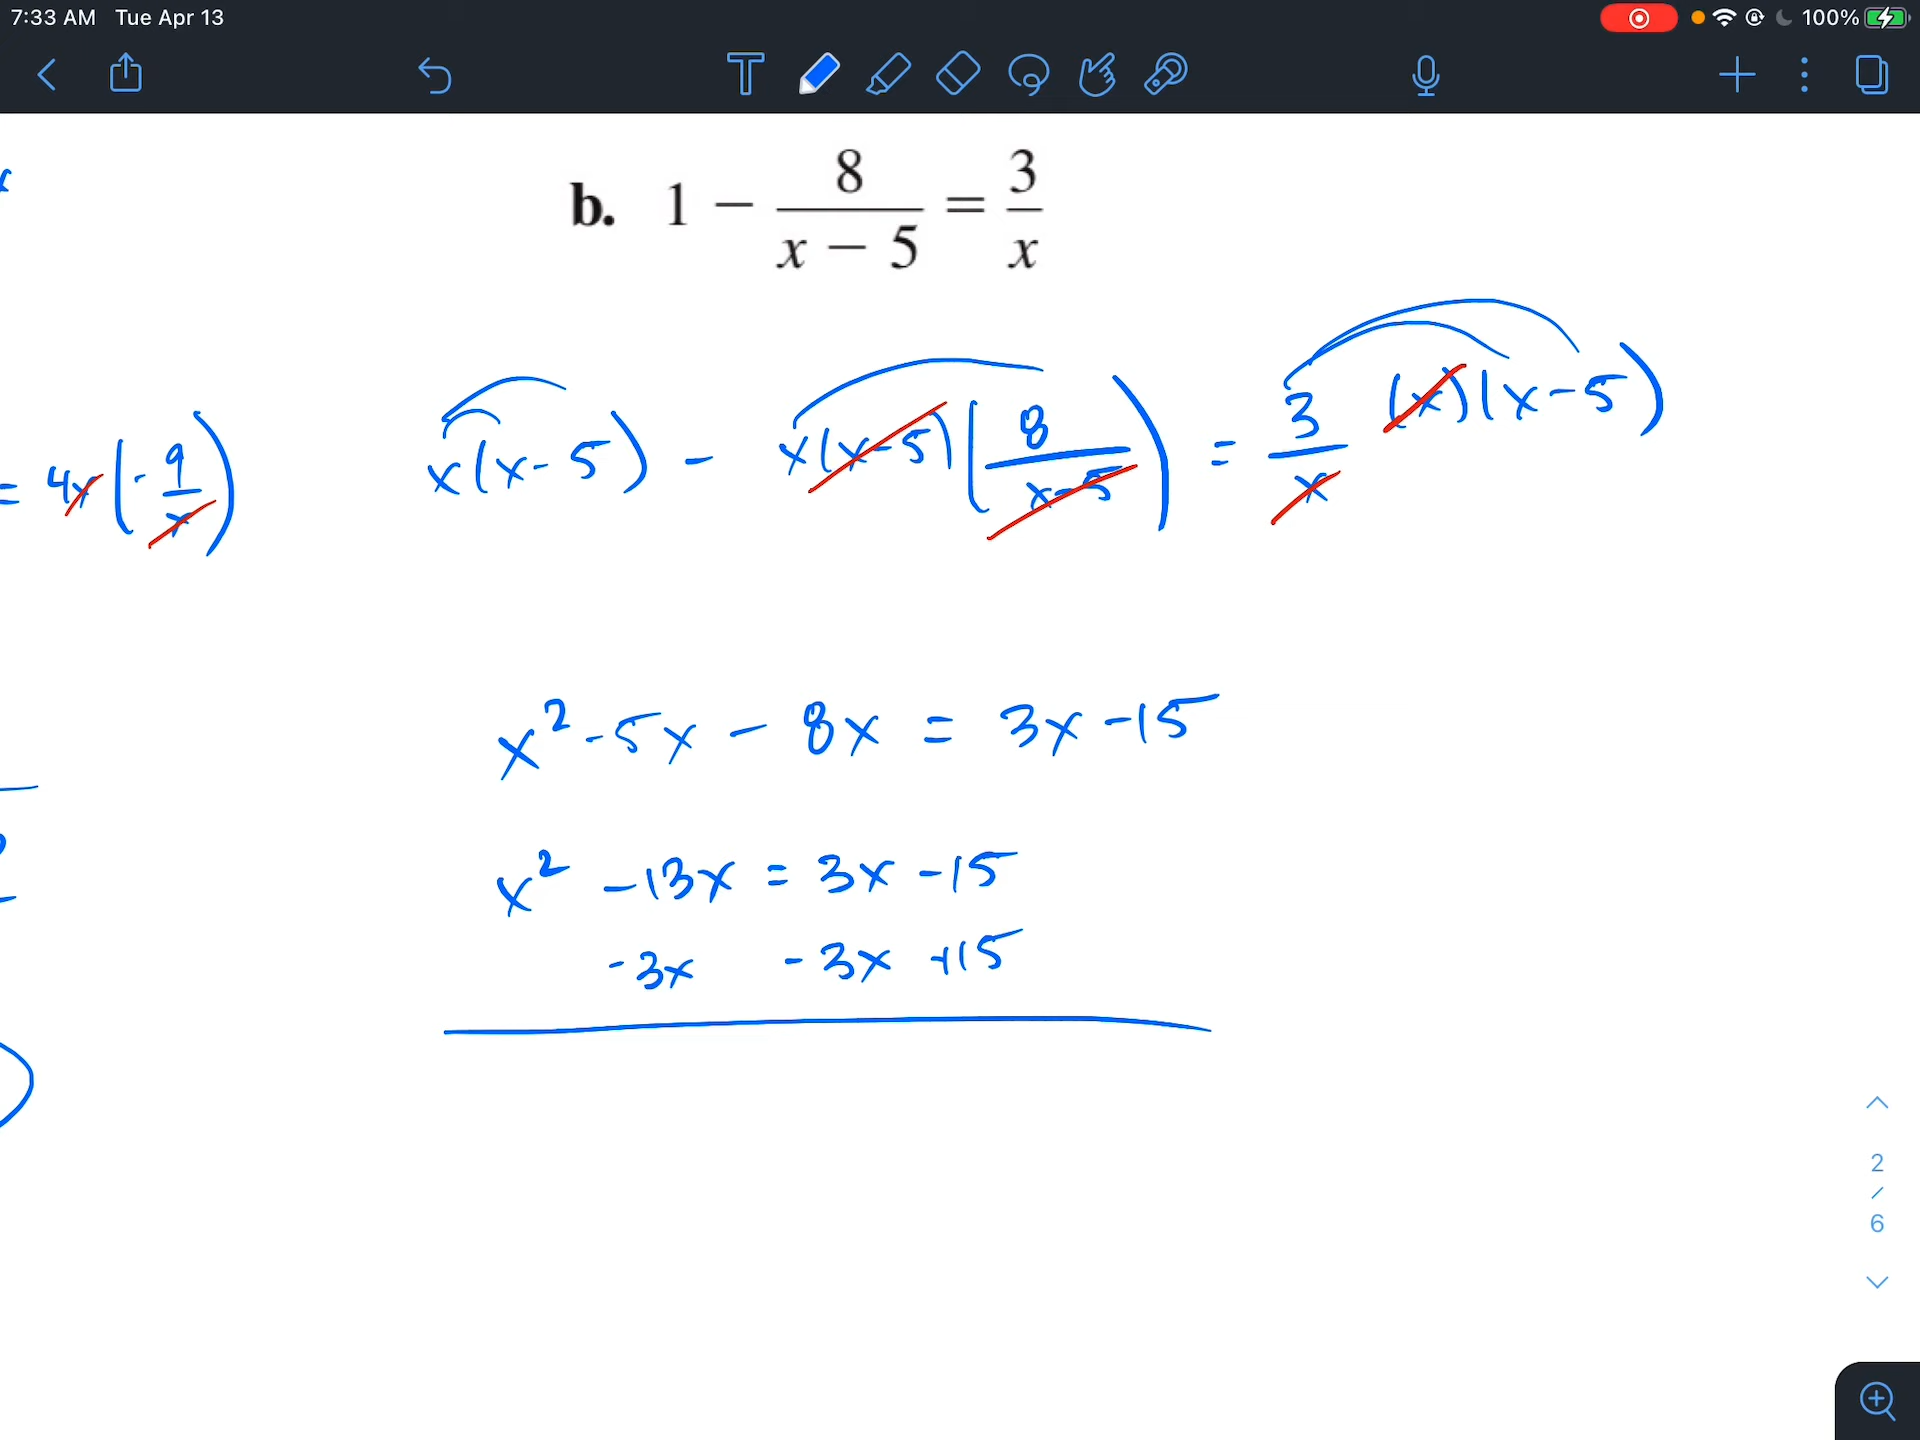 7:33 AM Tue Apr 13 100%
T
b. 1 − 8/(x − 5) = 3/x
= 4x(-9/x)
x(x-5) - x(x-5)(8/(x-5)) = 3/x (x)(x-5)
x² -5x - 8x = 3x -15
x² -13x = 3x -15
-3x -3x +15
2
/
6